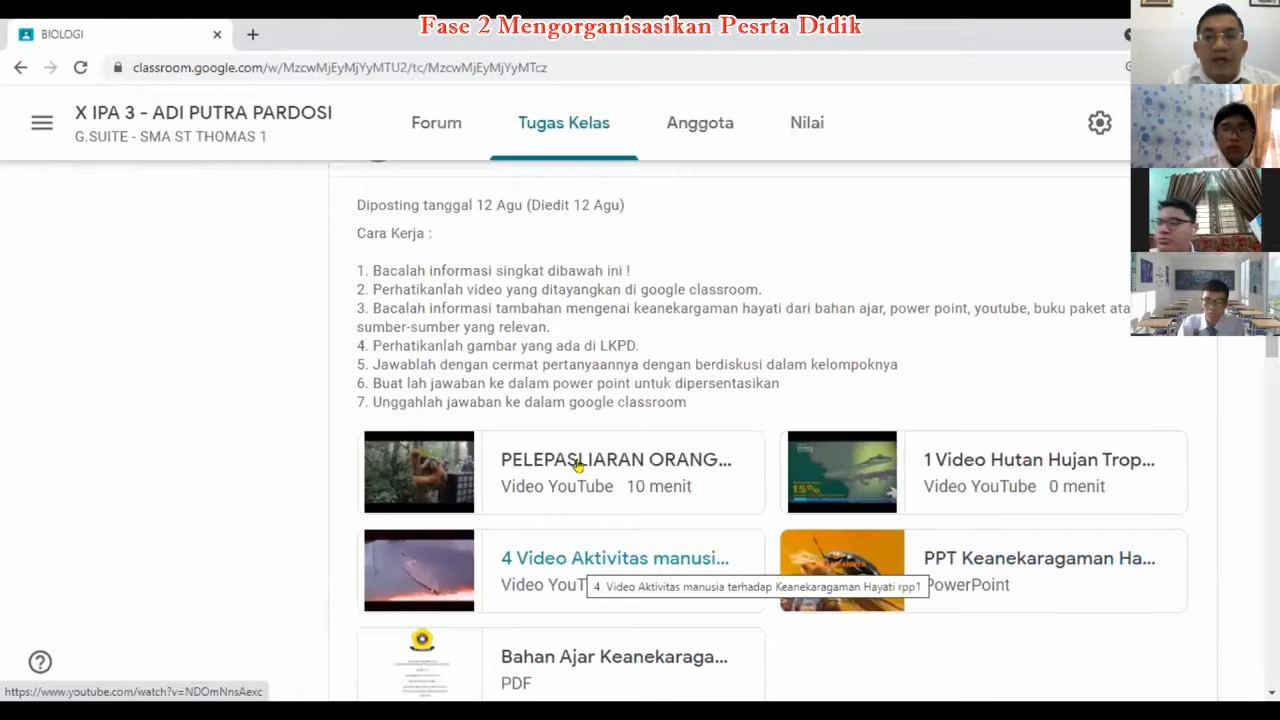 Fase 2 Mengorganisasikan Pesrta Didik
BIOLOGI
classroom.google.com/w/MzcwMjEyMjYyMTU2/tc/MzcwMjEyMjYyMTcz
X IPA 3 - ADI PUTRA PARDOSI
G.SUITE - SMA ST THOMAS 1
Forum
Tugas Kelas
Anggota
Nilai
Diposting tanggal 12 Agu (Diedit 12 Agu)
Cara Kerja :
1. Bacalah informasi singkat dibawah ini !
2. Perhatikanlah video yang ditayangkan di google classroom.
3. Bacalah informasi tambahan mengenai keanekargaman hayati dari bahan ajar, power point, youtube, buku paket ata
sumber-sumber yang relevan.
4. Perhatikanlah gambar yang ada di LKPD.
5. Jawablah dengan cermat pertanyaannya dengan berdiskusi dalam kelompoknya
6. Buat lah jawaban ke dalam power point untuk dipersentasikan
7. Unggahlah jawaban ke dalam google classroom
PELEPASLIARAN ORANG...
Video YouTube 10 menit
1 Video Hutan Hujan Trop...
Video YouTube 0 menit
15%
4 Video Aktivitas manusi...
Video YouT
4 Video Aktivitas manusia terhadap Keanekaragaman Hayati rpp1
PPT Keanekaragaman Ha...
PowerPoint
Bahan Ajar Keanekaraga...
PDF
https://www.youtube.com/watch?v=NDOmNnsAexc